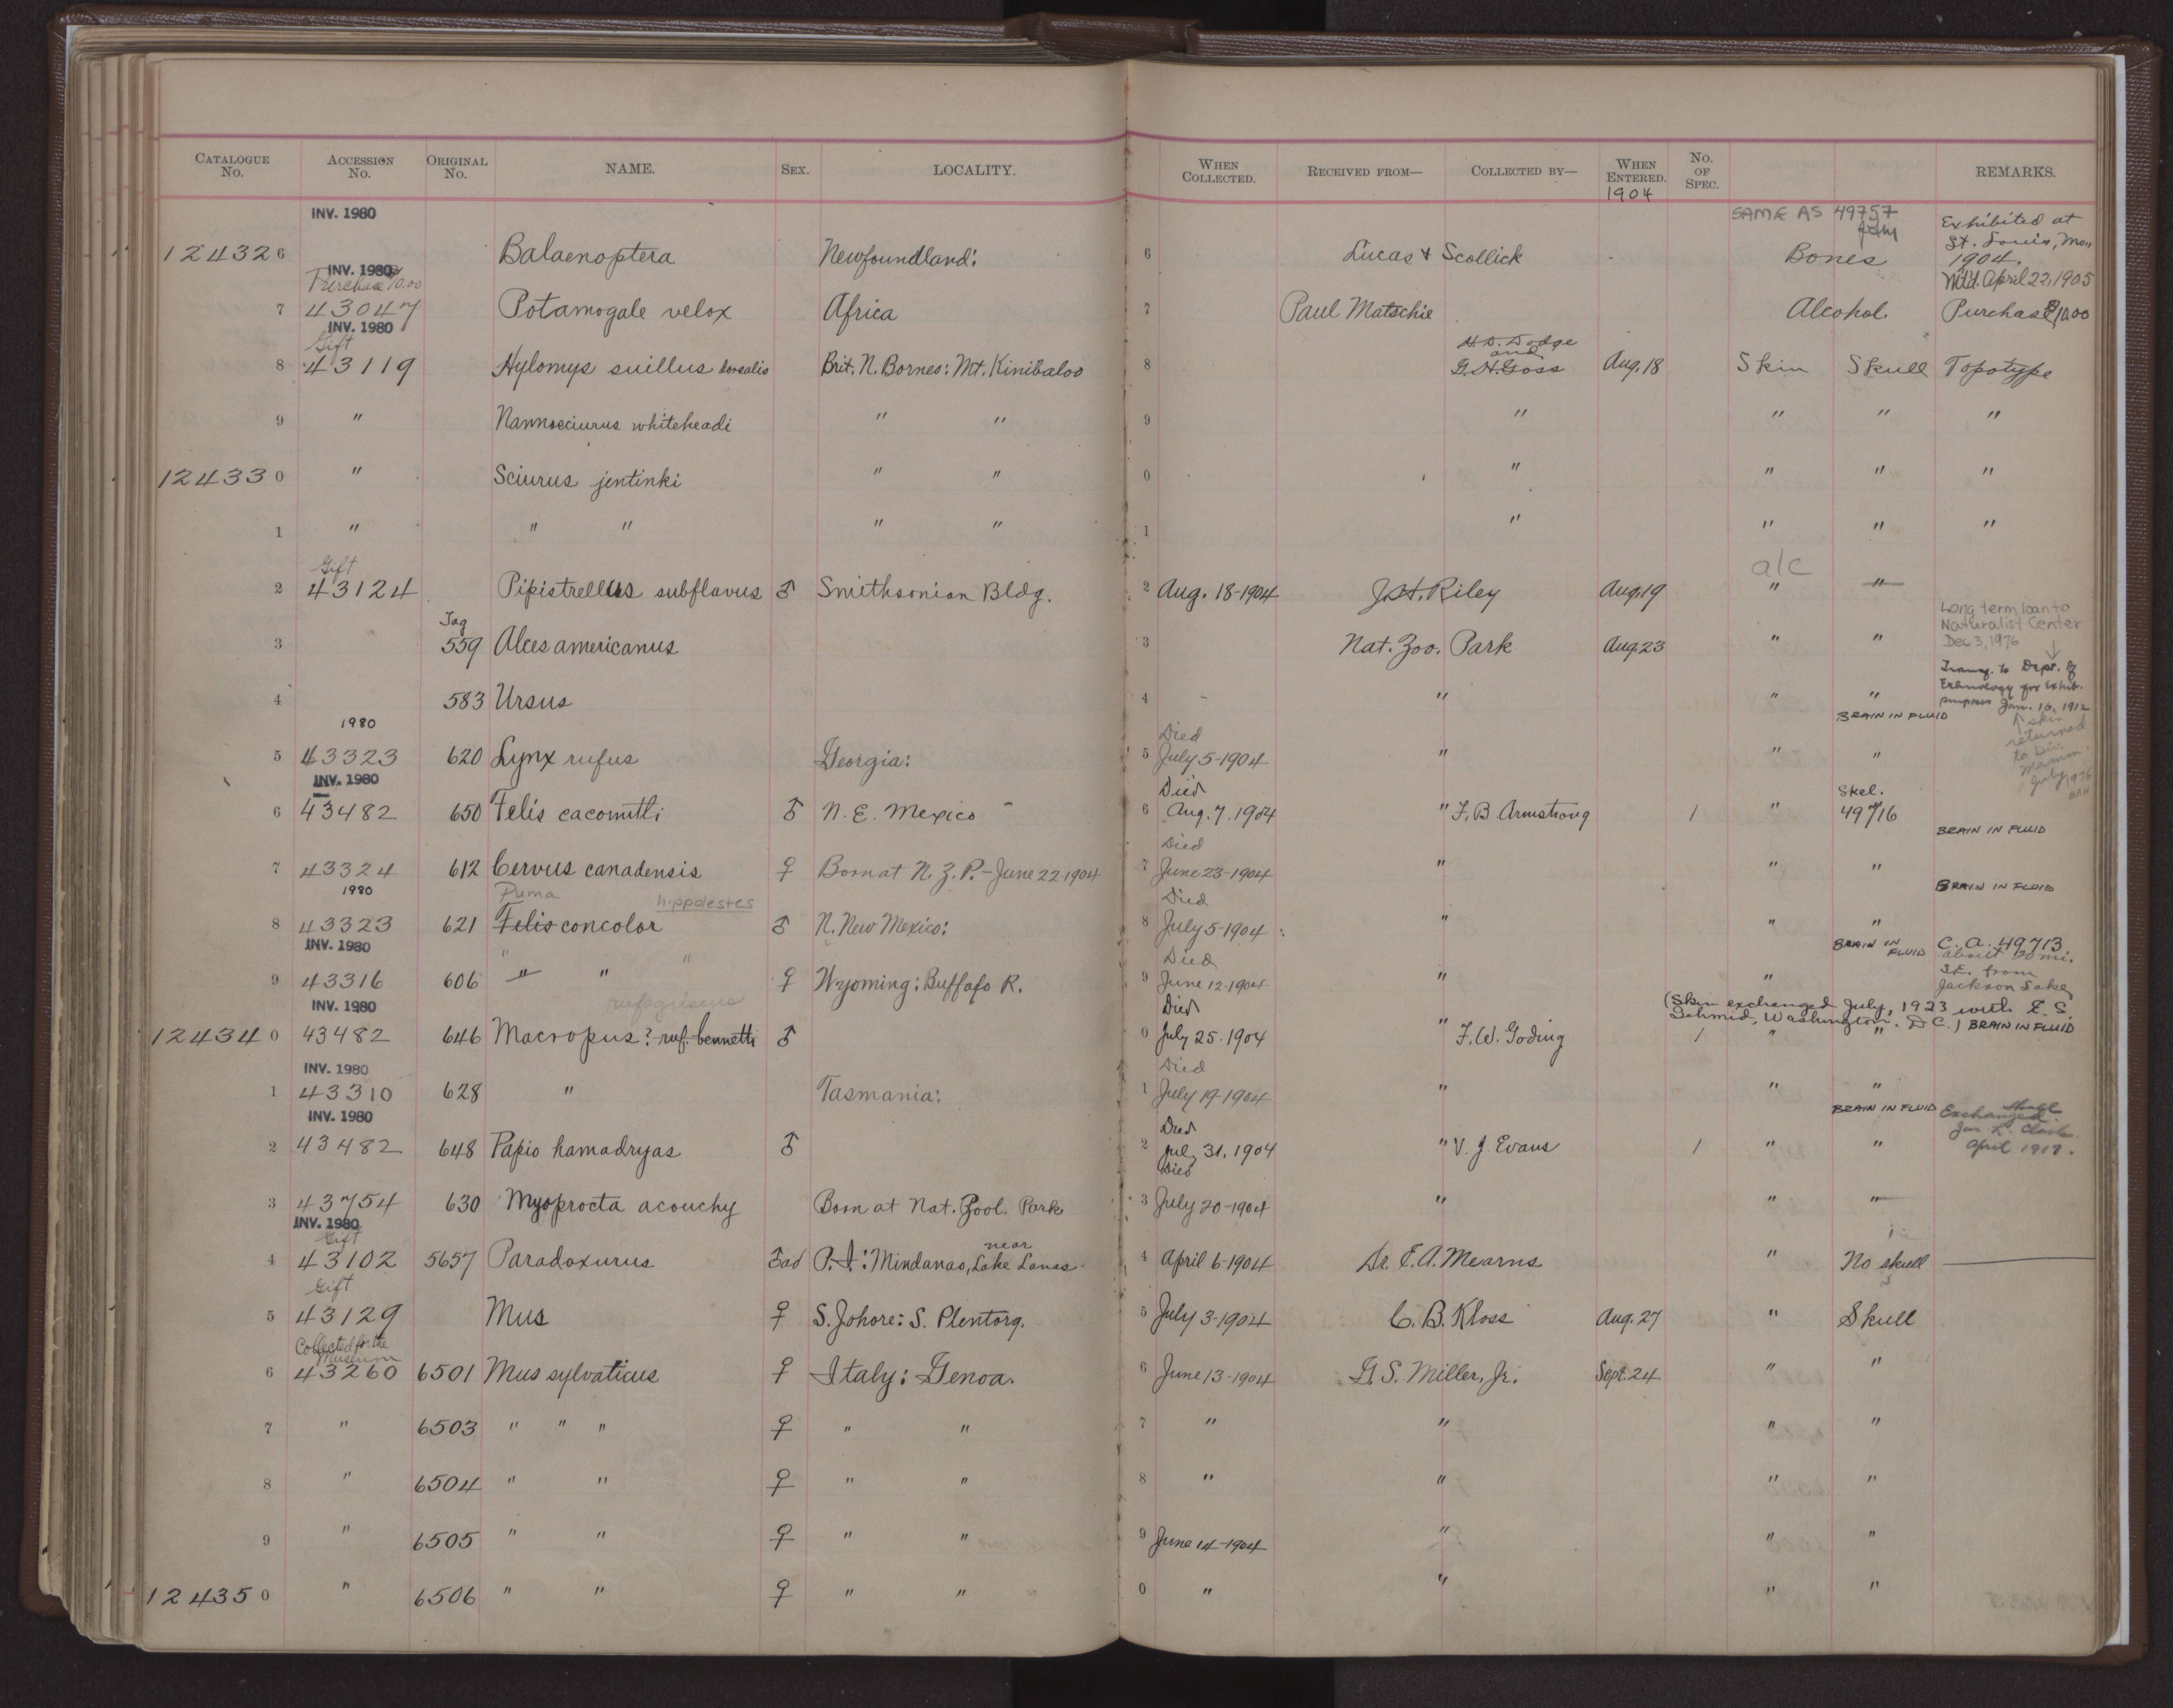 CATALOGUE No. ACCESSION No. ORIGINAL No. NAME. SEX. LOCALITY. WHEN COLLECTED. RECEIVED FROM— COLLECTED BY— WHEN ENTERED. No. OF SPEC. REMARKS.
1904
INV. 1980 SAME AS 49757 Exhibited at
St. Louis, Mo.,
124326 Balaenoptera Newfoundland: 6 Lucas & Scollick Bones 1904.
INV. 1980 April 22, 1905
Purchase 10.00
7 43047 Potamogale velox Africa 7 Paul Matschie Alcohol. Purchase $10.00
INV. 1980
Gift H. D. Dodge
and
8 43119 Hylomys suillus dorsalis Brit. N. Borneo: Mt. Kinibaloo 8 G. H. Goss Aug. 18 Skin Skull Topotype
9 " Nannosciurus whiteheadi " " 9 " " " "
124330 " Sciurus jentinki " " 0 " " " "
1 " " " " " 1 " " " "
Gift alc
2 43124 Pipistrellus subflavus ♂ Smithsonian Bldg. 2 Aug. 18-1904 J. H. Riley Aug. 19 " "
Tag Long term loan to
Naturalist Center
3 559 Alces americanus 3 Nat. Zoo. Park Aug. 23 " " Dec 3, 1976
Transf. to Dept. of
Ethnology for Exhib.
4 583 Ursus 4 " " " purposes Jan. 16, 1912
1980 BRAIN IN FLUID ↑ skin
Died returned
5 43323 620 Lynx rufus Georgia: 5 July 5-1904 " " " to Div.
Mamm.
INV. 1980 Died Skel. July 1976
6 43482 650 Felis cacomitli ♂ N. E. Mexico 6 Aug. 7. 1904 " F. B Armstrong 1 " 49716
Died BRAIN IN FLUID
7 43324 612 Cervus canadensis ♀ Born at N. Z. P. - June 22 1904 7 June 23-1904 " " "
1980 Puma hippolestes Died BRAIN IN FLUID
8 43323 621 Felis concolor ♂ N. New Mexico: 8 July 5-1904 " " "
INV. 1980 " " Died BRAIN IN FLUID C. A. 49713.
about 20 mi.
9 43316 606 " " ♀ Wyoming: Buffalo R. 9 June 12-1904 " " S.E. from
Jackson Lake
INV. 1980 rufogriseus Died (Skin exchanged July, 1923 with E. S.
Schmid, Washington. D C.) BRAIN IN FLUID
124340 43482 646 Macropus? ruf. bennetti ♂ 0 July 25-1904 " F. W. Goding 1 " "
INV. 1980 Died
1 43310 628 " Tasmania: 1 July 19-1904 " " "
INV. 1980 Died BRAIN IN FLUID Exchanged
Jas. L. Clark.
2 43482 648 Papio hamadryas ♂ 2 July 31. 1904 " V. J. Evans 1 " " April 1917.
Died
3 43754 630 Myoprocta acouchy Born at Nat. Zool. Park 3 July 20-1904 " " "
INV. 1980
Gift near
4 43102 5657 Paradoxurus ♂ad P. I.: Mindanao, Lake Lanao 4 April 6-1904 Dr. E. A. Mearns " No skull
Gift
5 43129 Mus ♀ S. Johore: S. Plentong. 5 July 3-1904 C. B. Kloss Aug. 27 " Skull
Collected for the
Museum
6 43260 6501 Mus sylvaticus ♀ Italy: Genoa. 6 June 13-1904 G. S. Miller, Jr. Sept. 24 " "
7 " 6503 " " " ♀ " " 7 " " " "
8 " 6504 " " ♀ " " 8 " " " "
9 " 6505 " " ♀ " " 9 June 14-1904 " " "
124350 " 6506 " " ♀ " " 0 " " " "